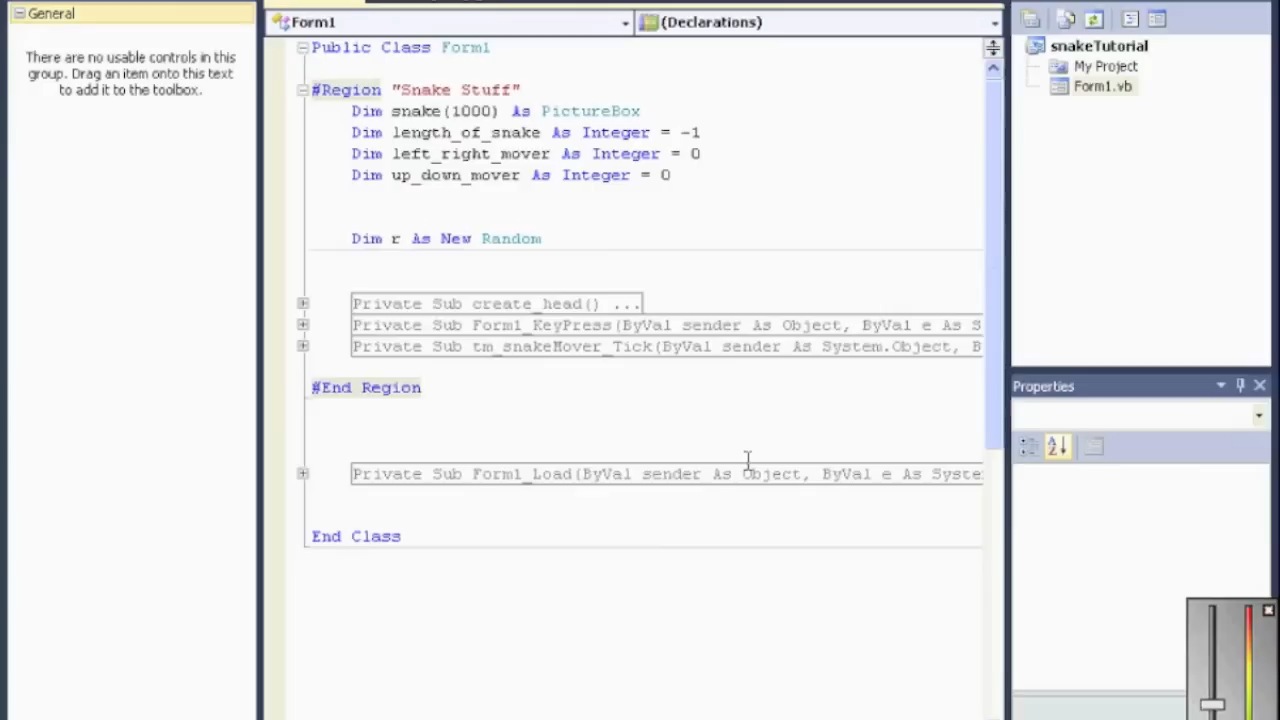 General
There are no usable controls in this
group. Drag an item onto this text
to add it to the toolbox.
Form1
(Declarations)
Public Class Form1
#Region "Snake Stuff"
Dim snake(1000) As PictureBox
Dim length_of_snake As Integer = -1
Dim left_right_mover As Integer = 0
Dim up_down_mover As Integer = 0
Dim r As New Random
Private Sub create_head() ...
Private Sub Form1_KeyPress(ByVal sender As Object, ByVal e As S
Private Sub tm_snakeMover_Tick(ByVal sender As System.Object, B
#End Region
Private Sub Form1_Load(ByVal sender As Object, ByVal e As Syste
End Class
snakeTutorial
My Project
Form1.vb
Properties